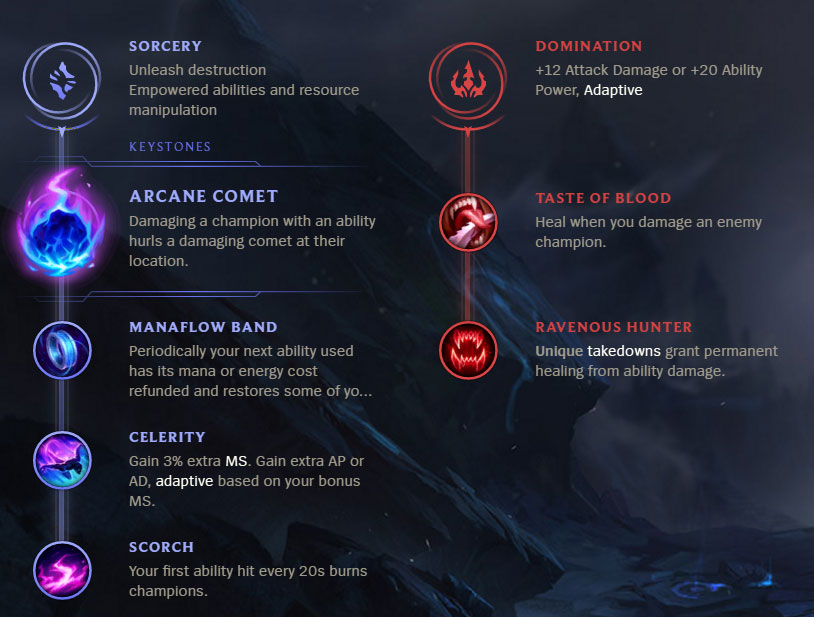 SORCERY
Unleash destruction
Empowered abilities and resource
manipulation
KEYSTONES
ARCANE COMET
Damaging a champion with an ability
hurls a damaging comet at their
location.
MANAFLOW BAND
Periodically your next ability used
has its mana or energy cost
refunded and restores some of yo...
CELERITY
Gain 3% extra MS. Gain extra AP or
AD, adaptive based on your bonus
MS.
SCORCH
Your first ability hit every 20s burns
champions.
DOMINATION
+12 Attack Damage or +20 Ability
Power, Adaptive
TASTE OF BLOOD
Heal when you damage an enemy
champion.
RAVENOUS HUNTER
Unique takedowns grant permanent
healing from ability damage.